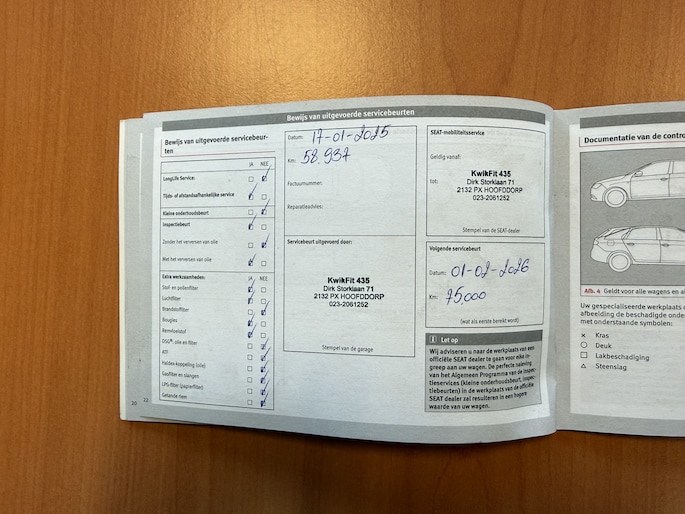 Bewijs van uitgevoerde servicebeurten
Bewijs van uitgevoerde servicebeur-
ten
JA NEE
LongLife Service:
Tijds- of afstandsafhankelijke service
Kleine onderhoudsbeurt
Inspectiebeurt
Zonder het verversen van olie
Met het verversen van olie
Extra werkzaamheden: JA NEE
Stof- en pollenfilter
Luchtfilter
Brandstoffilter
Bougies
Remvloeistof
DSG®: olie en filter
ATF
Haldex-koppeling (olie)
Gasfilter en slangen
LPG-filter (papierfilter)
Getande riem
20 22
Datum: 17-01-2025
Km: 58.937
Factuurnummer:
Reparatieadvies:
Servicebeurt uitgevoerd door:
KwikFit 435
Dirk Storklaan 71
2132 PX HOOFDDORP
023-2061252
Stempel van de garage
SEAT-mobiliteitsservice
Geldig vanaf:
tot:
KwikFit 435
Dirk Storklaan 71
2132 PX HOOFDDORP
023-2061252
Stempel van de SEAT-dealer
Volgende servicebeurt
Datum: 01-02-2026
Km: 75000
(wat als eerste bereikt wordt)
Let op
Wij adviseren u naar de werkplaats van een
officiële SEAT dealer te gaan voor elke in-
greep aan uw wagen. De perfecte naleving
van het Algemeen Programma van de Inspec-
tieservices (kleine onderhoudsbeurt, inspec-
tiebeurten) in de werkplaats van de officiële
SEAT dealer zal resulteren in een hogere
waarde van uw wagen.
Documentatie van de contro
Afb. 4 Geldt voor alle wagens en al
Uw gespecialiseerde werkplaats
afbeelding de beschadigde onde
met onderstaande symbolen:
× Kras
○ Deuk
□ Lakbeschadiging
△ Steenslag